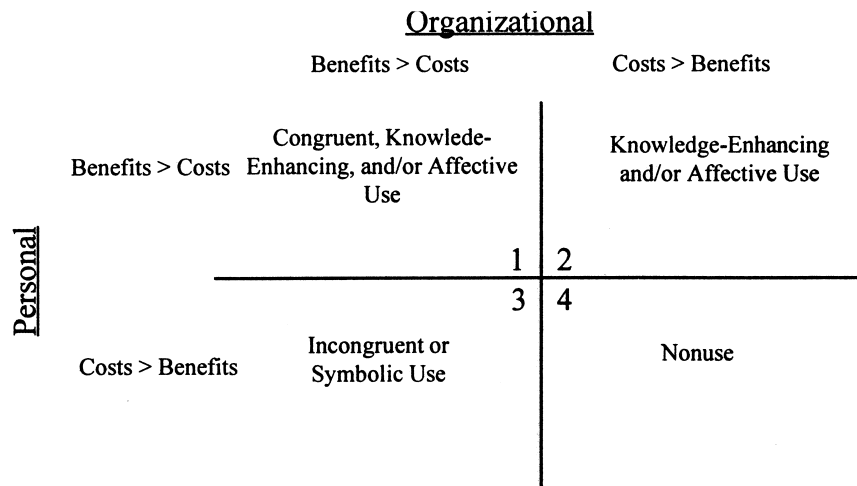 Organizational
Benefits > Costs
Costs > Benefits
Benefits > Costs
Congruent, Knowlede-
Enhancing, and/or Affective
Use
Knowledge-Enhancing
and/or Affective Use
Personal
1
2
3
4
Costs > Benefits
Incongruent or
Symbolic Use
Nonuse